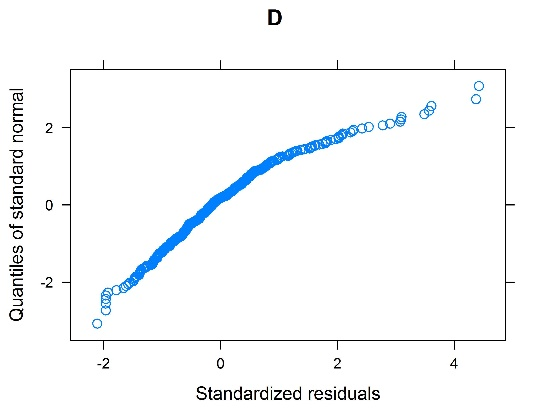 D
Quantiles of standard normal
2
0
-2
-2 0 2 4
Standardized residuals